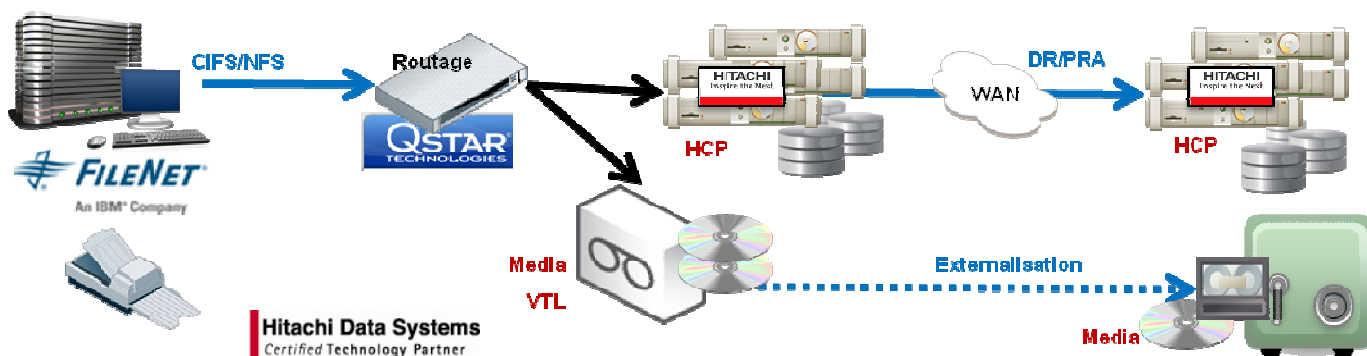 CIFS/NFS
Routage
QSTAR
TECHNOLOGIES
FILENET
An IBM® Company
HITACHI
Inspire the Next
HCP
WAN
DR/PRA
HITACHI
Inspire the Next
HCP
Media
VTL
Externalisation
Media
Hitachi Data Systems
Certified Technology Partner